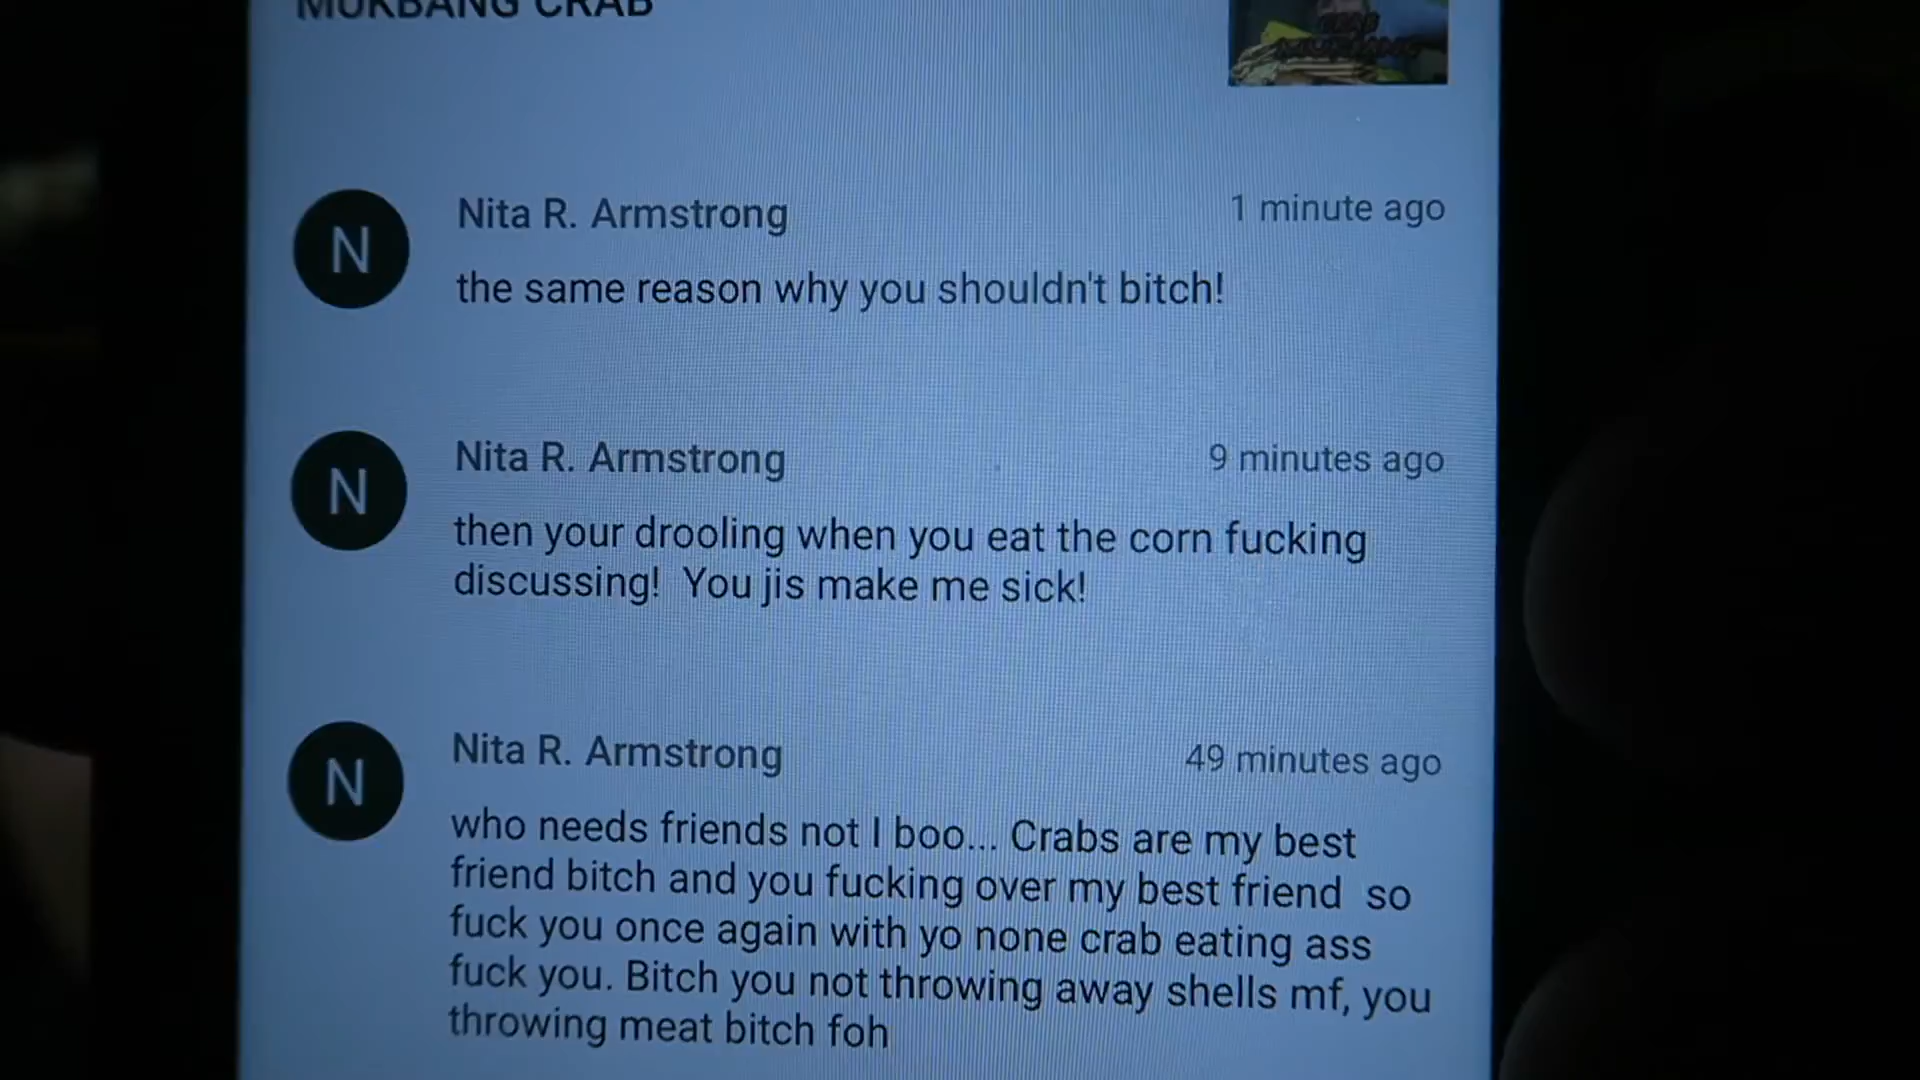 MUKBANG CRAB
N
Nita R. Armstrong
1 minute ago
the same reason why you shouldn't bitch!
N
Nita R. Armstrong
9 minutes ago
then your drooling when you eat the corn fucking
discussing!  You jis make me sick!
N
Nita R. Armstrong
49 minutes ago
who needs friends not I boo... Crabs are my best
friend bitch and you fucking over my best friend  so
fuck you once again with yo none crab eating ass
fuck you. Bitch you not throwing away shells mf, you
throwing meat bitch foh